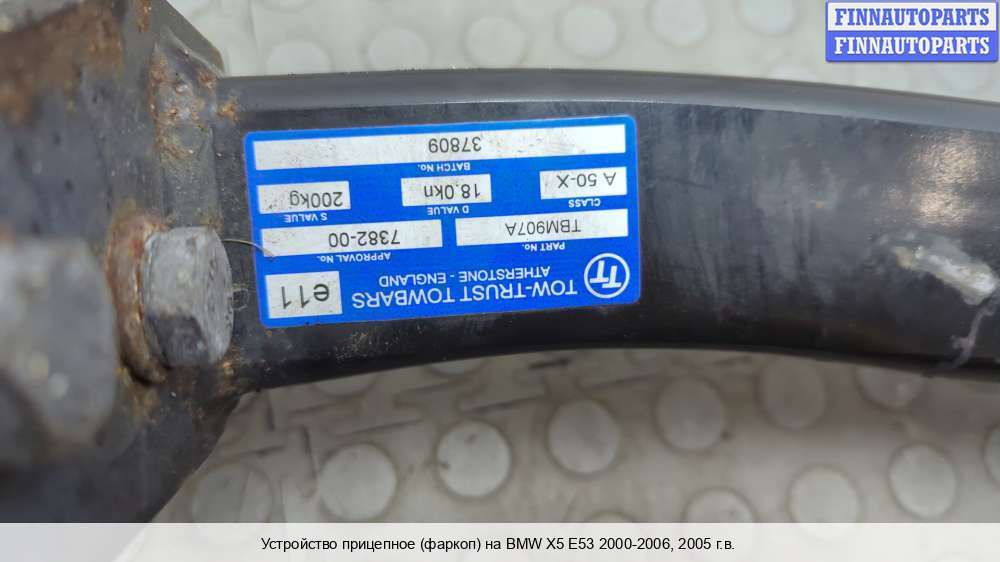 FINNAUTOPARTS
FINNAUTOPARTS
TT
TOW-TRUST TOWBARS
ATHERSTONE - ENGLAND
e11
PART No.
APPROVAL No.
TBM907A
7382-00
CLASS
D VALUE
S VALUE
A 50-X
18.0kn
200kg
BATCH No.
37809
Устройство прицепное (фаркоп) на BMW X5 E53 2000-2006, 2005 г.в.